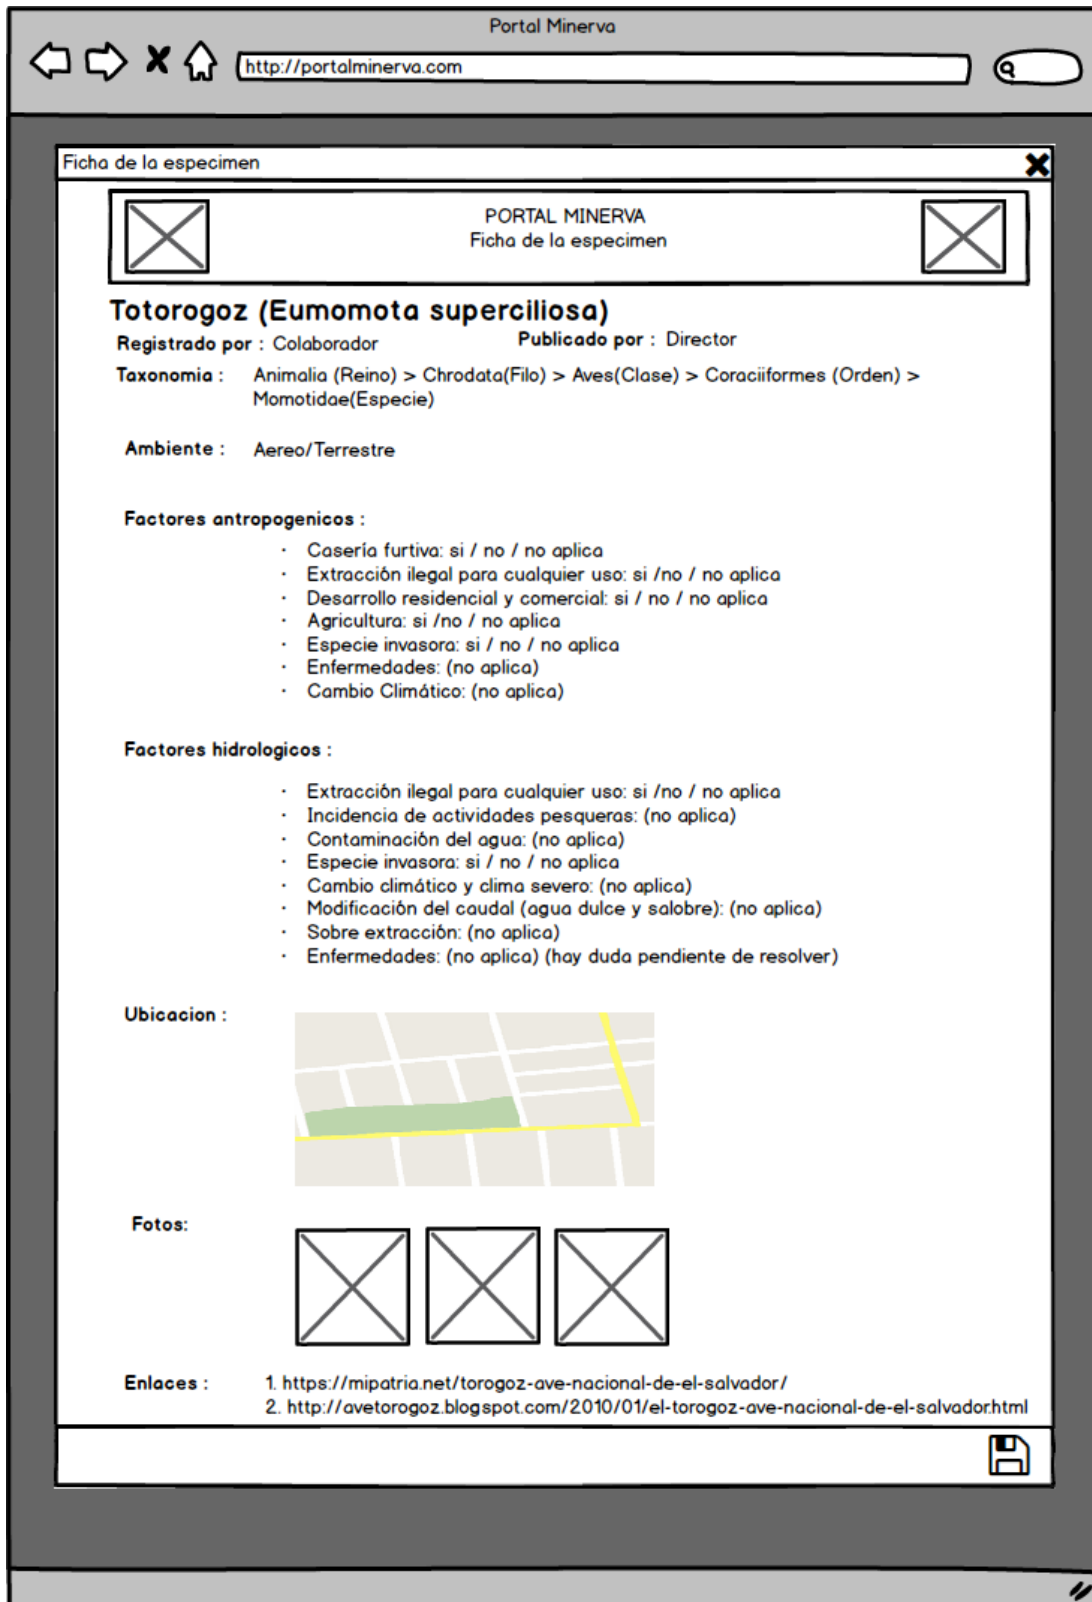 Portal Minerva
http://portalminerva.com
Ficha de la especimen
PORTAL MINERVA
Ficha de la especimen
Totorogoz (Eumomota superciliosa)
Registrado por : Colaborador Publicado por : Director
Taxonomia : Animalia (Reino) > Chrodata(Filo) > Aves(Clase) > Coraciiformes (Orden) >
Momotidae(Especie)
Ambiente : Aereo/Terrestre
Factores antropogenicos :
· Casería furtiva: si / no / no aplica
· Extracción ilegal para cualquier uso: si /no / no aplica
· Desarrollo residencial y comercial: si / no / no aplica
· Agricultura: si /no / no aplica
· Especie invasora: si / no / no aplica
· Enfermedades: (no aplica)
· Cambio Climático: (no aplica)
Factores hidrologicos :
· Extracción ilegal para cualquier uso: si /no / no aplica
· Incidencia de actividades pesqueras: (no aplica)
· Contaminación del agua: (no aplica)
· Especie invasora: si / no / no aplica
· Cambio climático y clima severo: (no aplica)
· Modificación del caudal (agua dulce y salobre): (no aplica)
· Sobre extracción: (no aplica)
· Enfermedades: (no aplica) (hay duda pendiente de resolver)
Ubicacion :
Fotos:
Enlaces : 1. https://mipatria.net/torogoz-ave-nacional-de-el-salvador/
2. http://avetorogoz.blogspot.com/2010/01/el-torogoz-ave-nacional-de-el-salvador.html